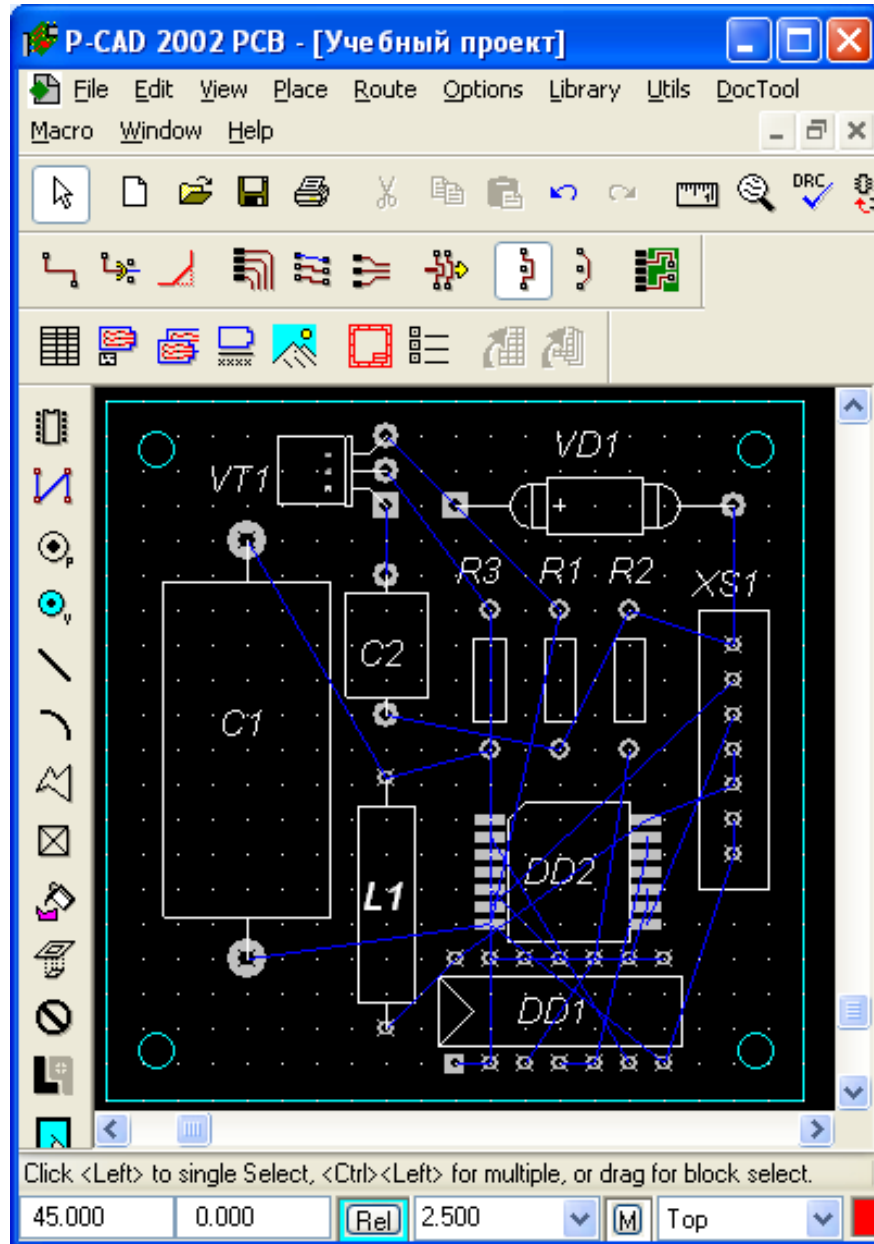 P-CAD 2002 PCB - [Учебный проект]
File Edit View Place Route Options Library Utils DocTool
Macro Window Help
DRC
VT1
VD1
R3 R1 R2
XS1
C2
C1
L1
DD2
DD1
Click <Left> to single Select, <Ctrl><Left> for multiple, or drag for block select.
45.000 0.000 Rel 2.500 M Top